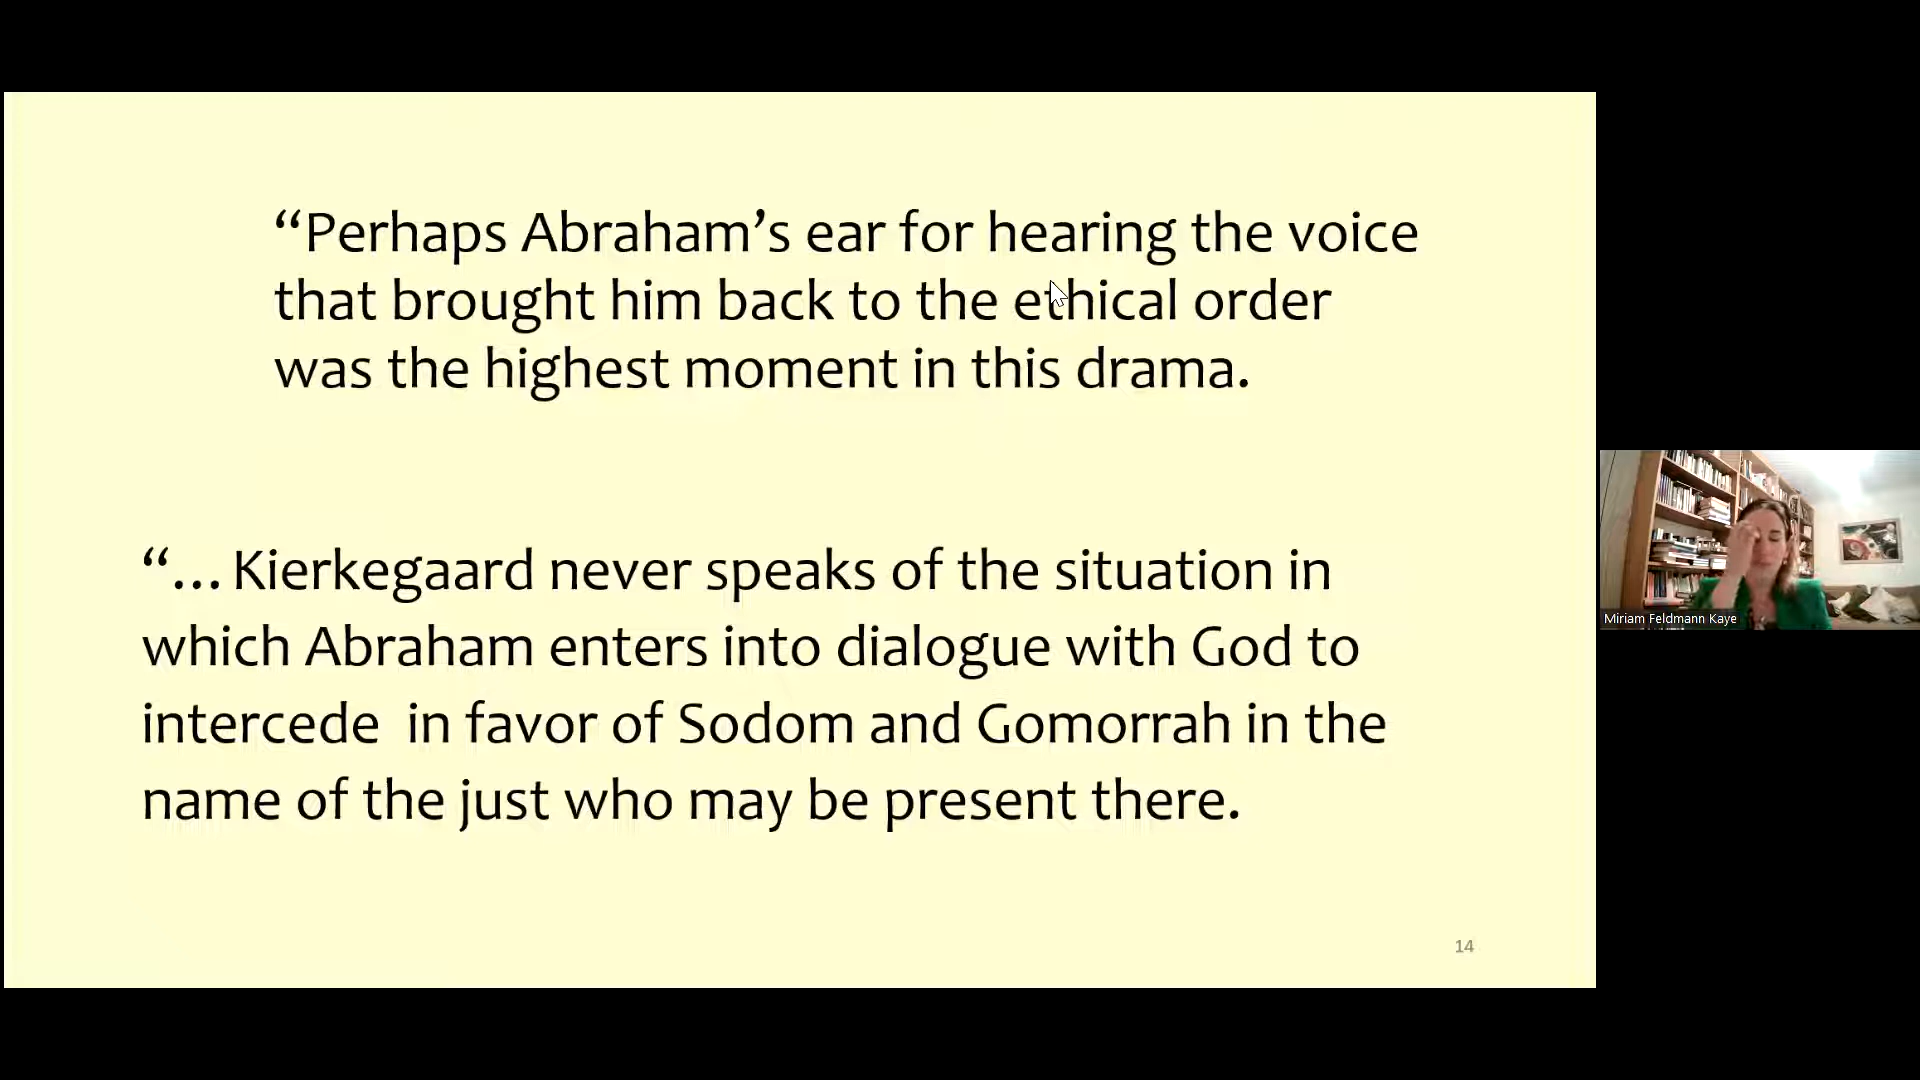 “Perhaps Abraham’s ear for hearing the voice
that brought him back to the ethical order
was the highest moment in this drama.
“… Kierkegaard never speaks of the situation in
which Abraham enters into dialogue with God to
intercede in favor of Sodom and Gomorrah in the
name of the just who may be present there.
14
Miriam Feldmann Kaye